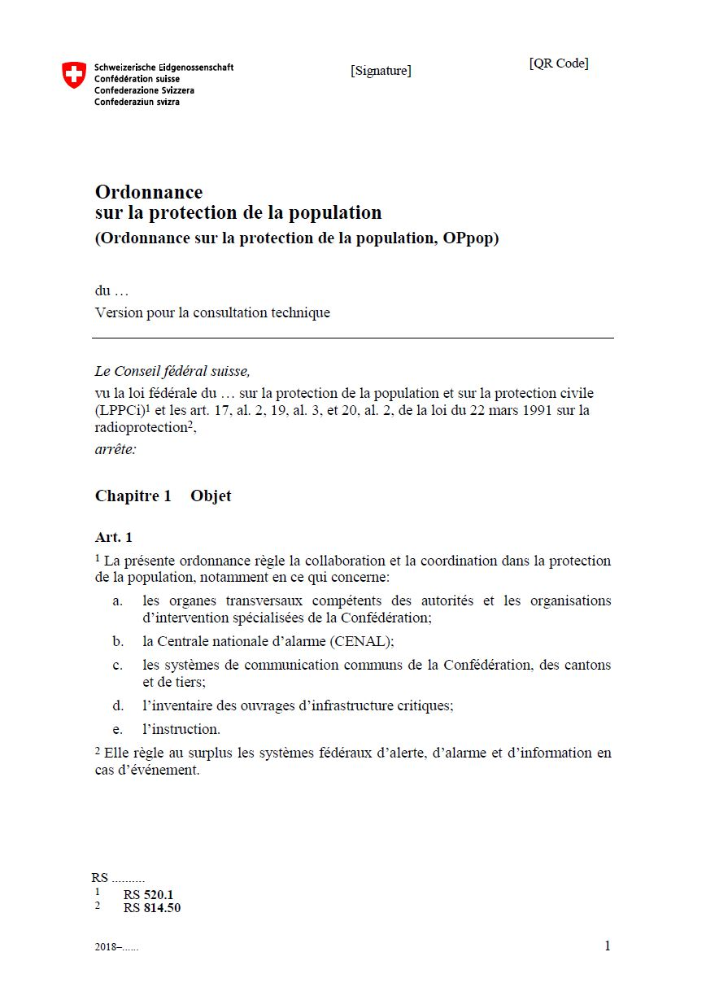 Schweizerische Eidgenossenschaft
Confédération suisse
Confederazione Svizzera
Confederaziun svizra
[Signature]
[QR Code]
Ordonnance
sur la protection de la population
(Ordonnance sur la protection de la population, OPpop)
du …
Version pour la consultation technique
Le Conseil fédéral suisse,
vu la loi fédérale du … sur la protection de la population et sur la protection civile
(LPPCi)1 et les art. 17, al. 2, 19, al. 3, et 20, al. 2, de la loi du 22 mars 1991 sur la
radioprotection2,
arrête:
Chapitre 1 Objet
Art. 1
1 La présente ordonnance règle la collaboration et la coordination dans la protection
de la population, notamment en ce qui concerne:
a. les organes transversaux compétents des autorités et les organisations
d’intervention spécialisées de la Confédération;
b. la Centrale nationale d’alarme (CENAL);
c. les systèmes de communication communs de la Confédération, des cantons
et de tiers;
d. l’inventaire des ouvrages d’infrastructure critiques;
e. l’instruction.
2 Elle règle au surplus les systèmes fédéraux d’alerte, d’alarme et d’information en
cas d’événement.
RS ..........
1 RS 520.1
2 RS 814.50
2018–......
1